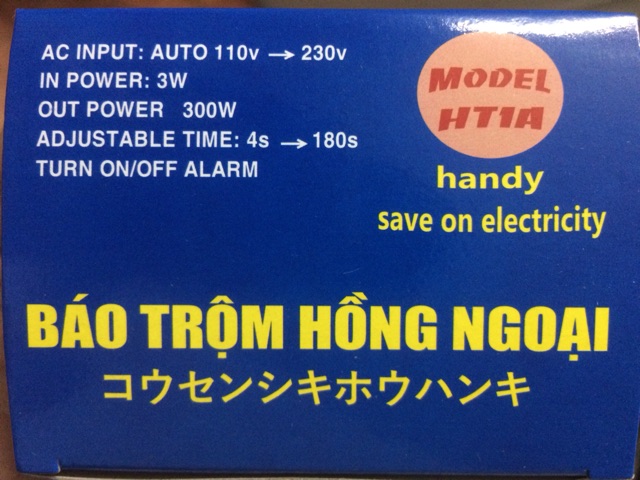 AC INPUT: AUTO 110v → 230v
IN POWER: 3W
OUT POWER 300W
ADJUSTABLE TIME: 4s → 180s
TURN ON/OFF ALARM
MODEL
HT1A
handy
save on electricity
BÁO TRỘM HỒNG NGOẠI
コウセンシキホウハンキ